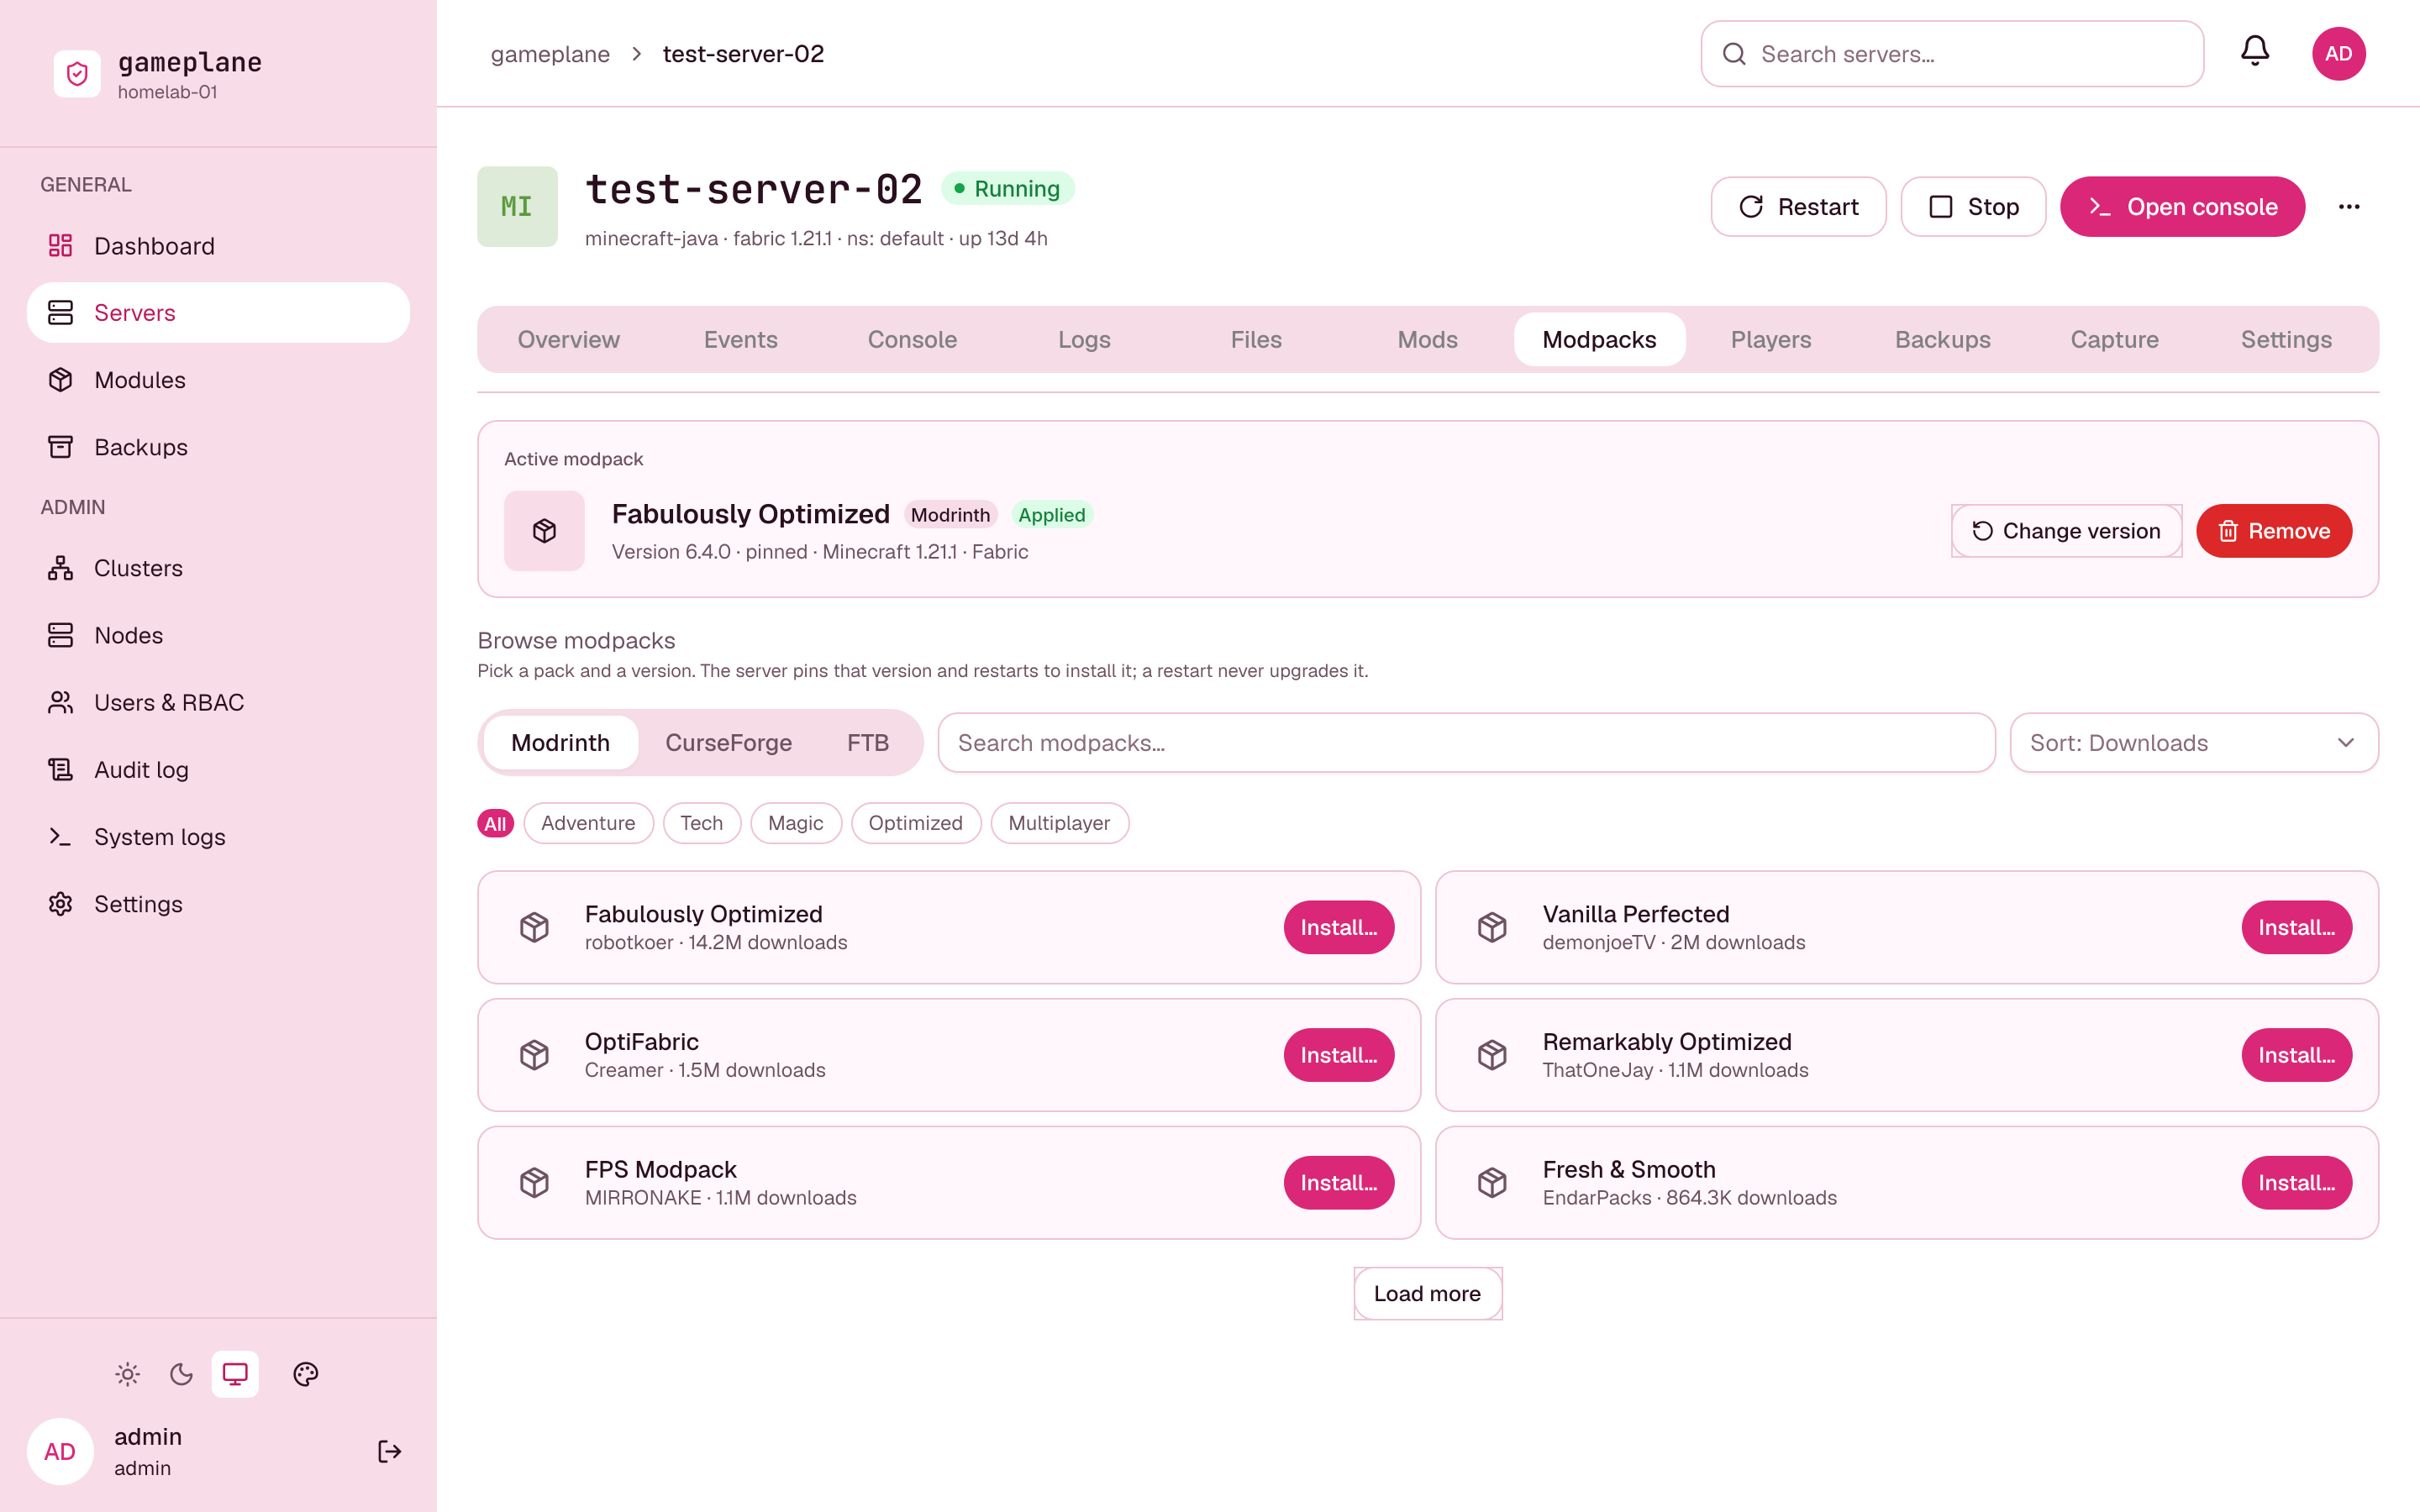 gameplane
homelab-01
GENERAL
Dashboard
Servers
Modules
Backups
ADMIN
Clusters
Nodes
Users & RBAC
Audit log
System logs
Settings
AD
admin
admin
gameplane
test-server-02
Search servers...
AD
MI
test-server-02
Running
minecraft-java · fabric 1.21.1 · ns: default · up 13d 4h
Restart
Stop
Open console
Overview
Events
Console
Logs
Files
Mods
Modpacks
Players
Backups
Capture
Settings
Active modpack
Fabulously Optimized
Modrinth
Applied
Version 6.4.0 · pinned · Minecraft 1.21.1 · Fabric
Change version
Remove
Browse modpacks
Pick a pack and a version. The server pins that version and restarts to install it; a restart never upgrades it.
Modrinth
CurseForge
FTB
Search modpacks...
Sort: Downloads
All
Adventure
Tech
Magic
Optimized
Multiplayer
Fabulously Optimized
robotkoer · 14.2M downloads
Install...
Vanilla Perfected
demonjoeTV · 2M downloads
Install...
OptiFabric
Creamer · 1.5M downloads
Install...
Remarkably Optimized
ThatOneJay · 1.1M downloads
Install...
FPS Modpack
MIRRONAKE · 1.1M downloads
Install...
Fresh & Smooth
EndarPacks · 864.3K downloads
Install...
Load more